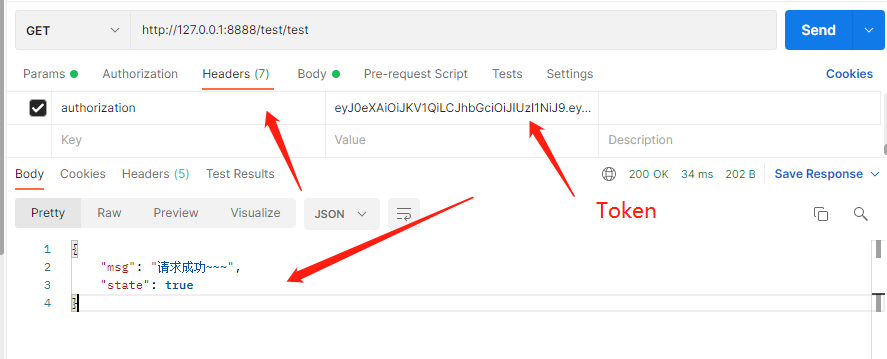 GET http://127.0.0.1:8888/test/test Send
Params Authorization Headers (7) Body Pre-request Script Tests Settings Cookies
authorization eyJ0eXAiOiJKV1QiLCJhbGciOiJIUzI1NiJ9.ey...
Key Value Description
Body Cookies Headers (5) Test Results 200 OK 34 ms 202 B Save Response
Token
Pretty Raw Preview Visualize JSON
1 {
2 "msg": "请求成功~~~",
3 "state": true
4 }